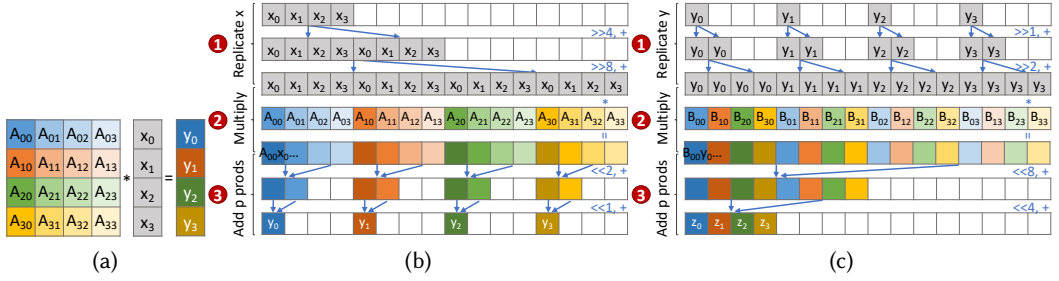 A00 A01 A02 A03
A10 A11 A12 A13
A20 A21 A22 A23
A30 A31 A32 A33
*
x0
x1
x2
x3
=
y0
y1
y2
y3
(a)
Replicate x
1
x0 x1 x2 x3
>>4, +
x0 x1 x2 x3 x0 x1 x2 x3
>>8, +
x0 x1 x2 x3 x0 x1 x2 x3 x0 x1 x2 x3 x0 x1 x2 x3
Multiply
2
*
A00 A01 A02 A03 A10 A11 A12 A13 A20 A21 A22 A23 A30 A31 A32 A33
=
A00x0...
Add p prods
3
<<2, +
<<1, +
y0 y1 y2 y3
(b)
Replicate y
1
y0 y1 y2 y3
>>1, +
y0 y0 y1 y1 y2 y2 y3 y3
>>2, +
y0 y0 y0 y0 y1 y1 y1 y1 y2 y2 y2 y2 y3 y3 y3 y3
Multiply
2
*
B00 B10 B20 B30 B01 B11 B21 B31 B02 B12 B22 B32 B03 B13 B23 B33
=
B00y0...
Add p prods
3
<<8, +
<<4, +
z0 z1 z2 z3
(c)